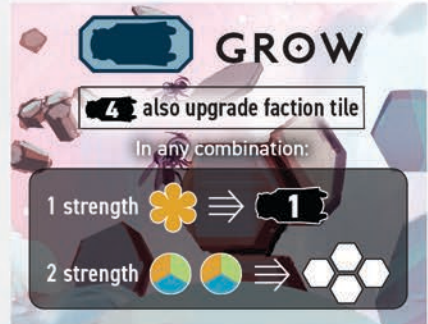 GROW
4 also upgrade faction tile
In any combination:
1 strength 1
2 strength